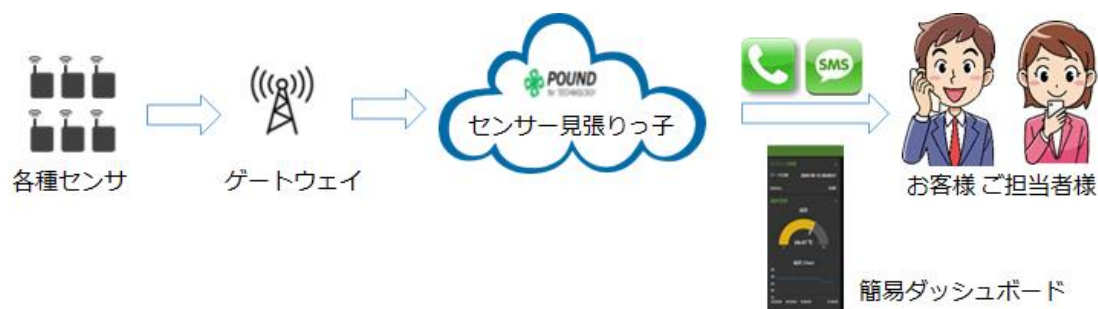 POUND
for TECHNOLOGY
センサー見張りっ子
SMS
各種センサ
ゲートウェイ
お客様 ご担当者様
簡易ダッシュボード